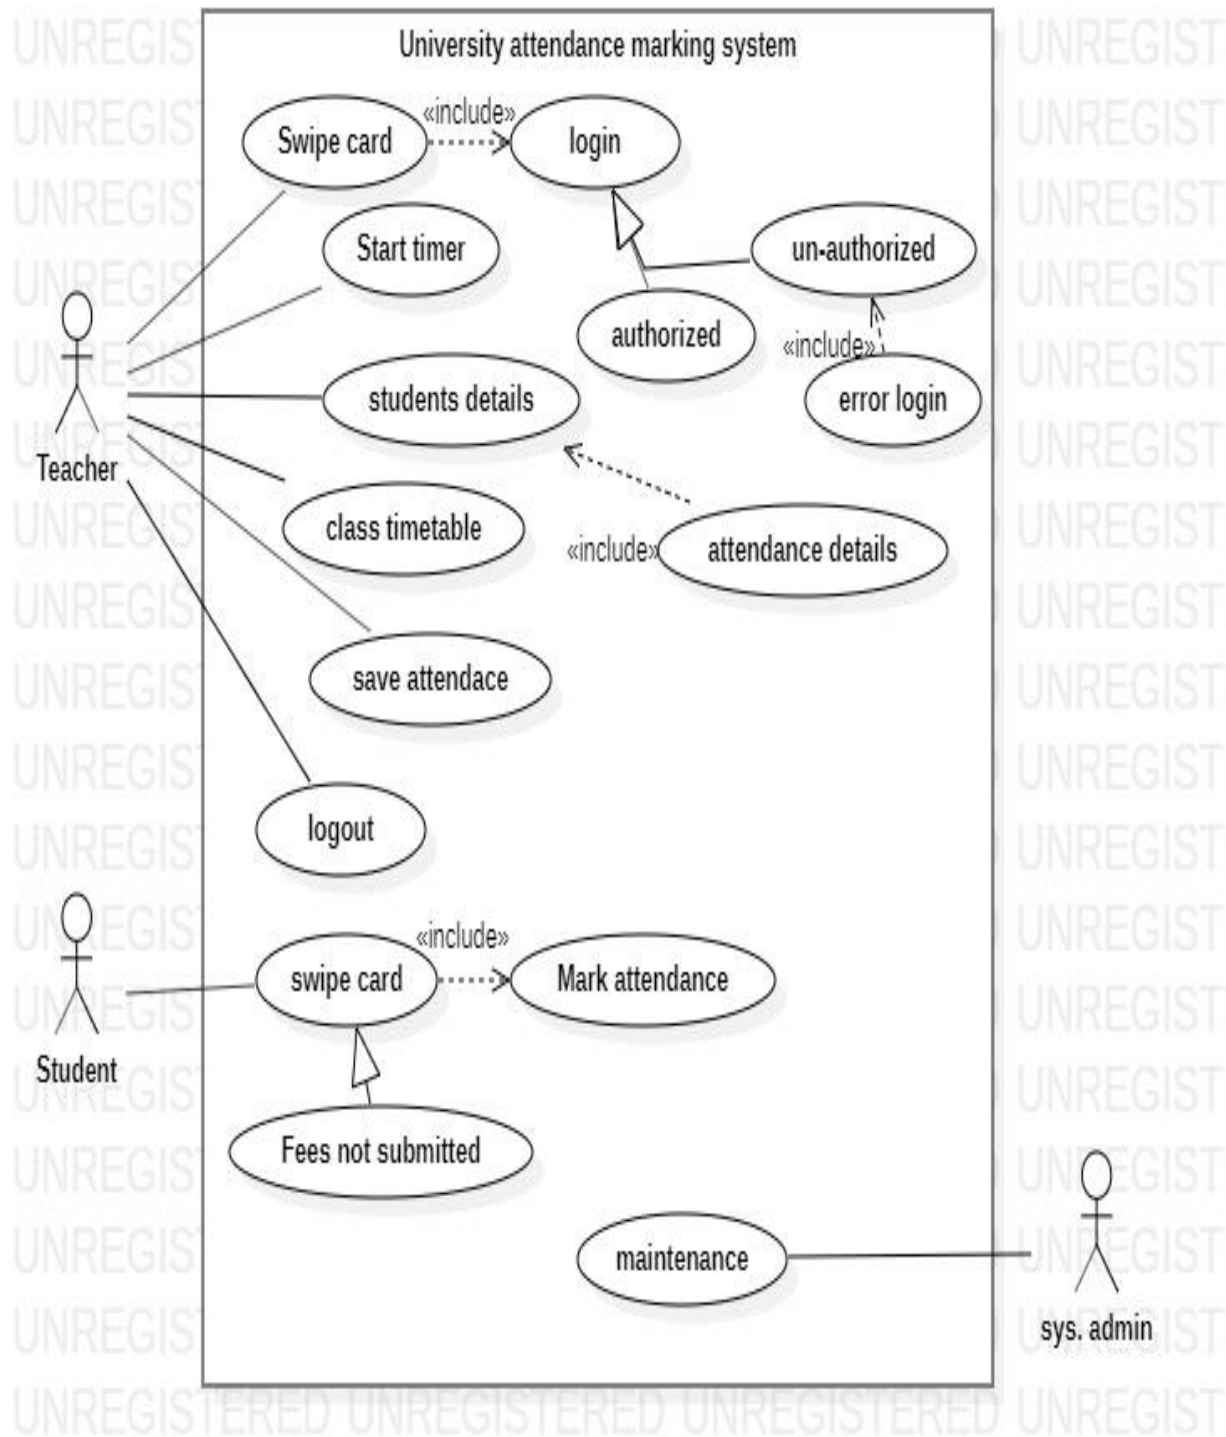 University attendance marking system
Swipe card
«include»
login
Start timer
un-authorized
authorized
«include»
error login
students details
Teacher
class timetable
«include»
attendance details
save attendace
logout
Student
swipe card
«include»
Mark attendance
Fees not submitted
maintenance
sys. admin
UNREGISTERED UNREGISTERED UNREGISTERED UNREGIST